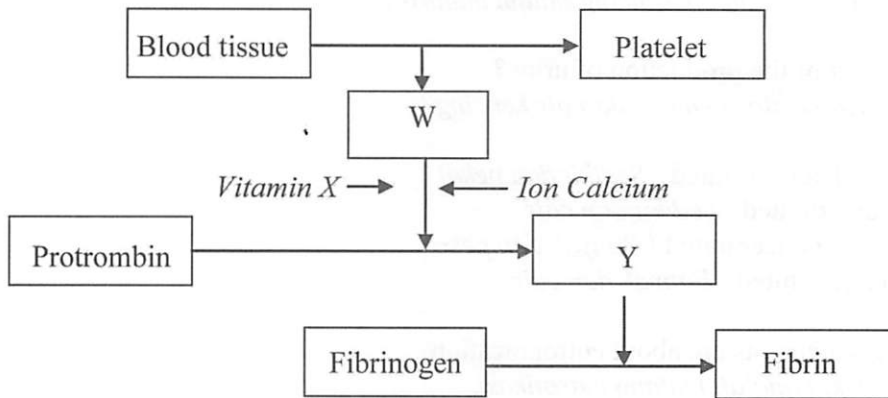 Blood tissue
Platelet
W
Vitamin X
Ion Calcium
Protrombin
Y
Fibrinogen
Fibrin